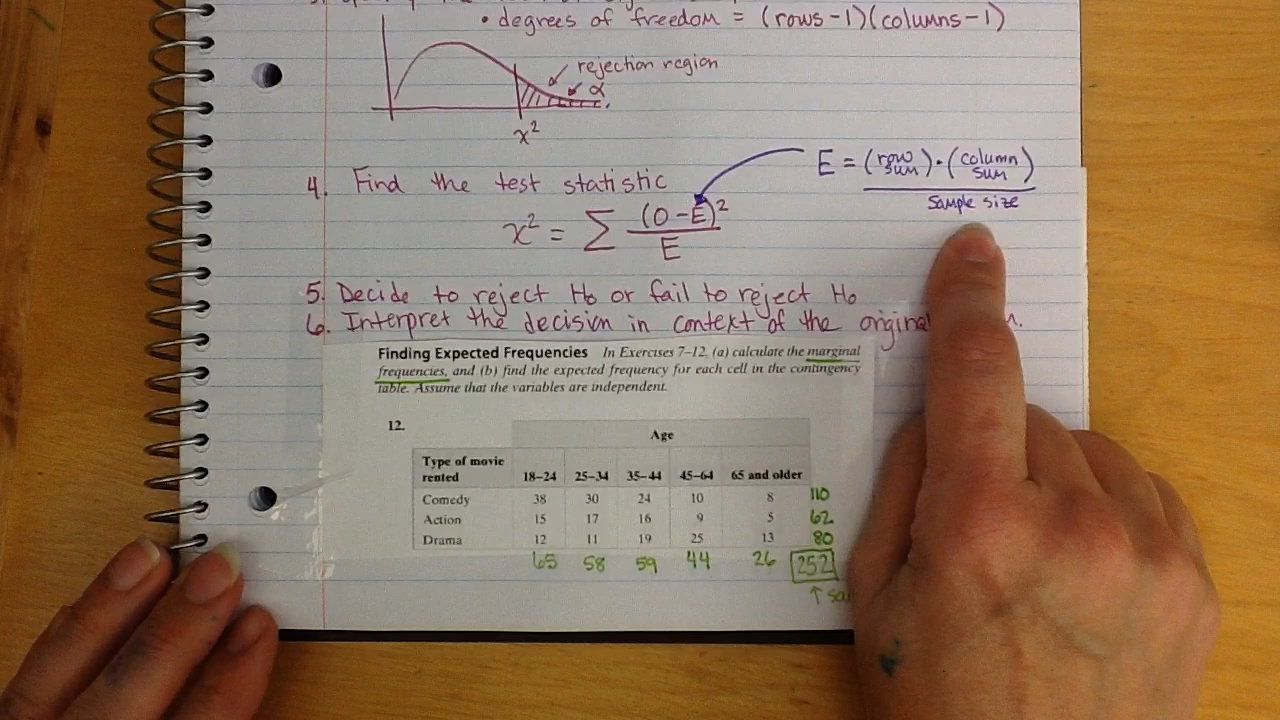 • degrees of freedom = (rows - 1)(columns - 1)
rejection region
α
x²
E = (row sum) · (column sum)
sample size
4. Find the test statistic
x² = Σ (O - E)²
E
5. Decide to reject Ho or fail to reject Ho
6. Interpret the decision in context of the original
Finding Expected Frequencies In Exercises 7–12, (a) calculate the marginal
frequencies, and (b) find the expected frequency for each cell in the contingency
table. Assume that the variables are independent.
12.
Age
Type of movie
rented 18–24 25–34 35–44 45–64 65 and older
Comedy 38 30 24 10 8 110
Action 15 17 16 9 5 62
Drama 12 11 19 25 13 80
65 58 59 44 26 252
↑